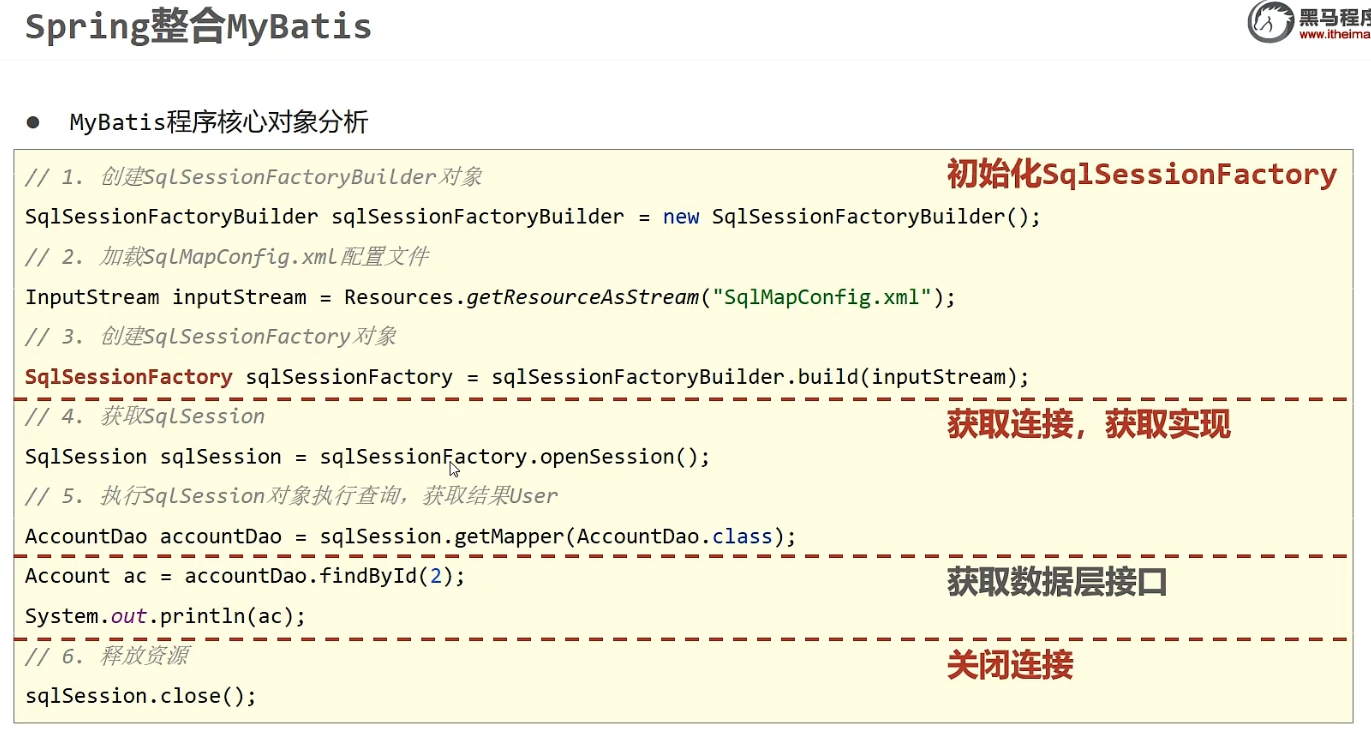 Spring整合MyBatis
黑马程序
www.itheima
● MyBatis程序核心对象分析
// 1. 创建SqlSessionFactoryBuilder对象
初始化SqlSessionFactory
SqlSessionFactoryBuilder sqlSessionFactoryBuilder = new SqlSessionFactoryBuilder();
// 2. 加载SqlMapConfig.xml配置文件
InputStream inputStream = Resources.getResourceAsStream("SqlMapConfig.xml");
// 3. 创建SqlSessionFactory对象
SqlSessionFactory sqlSessionFactory = sqlSessionFactoryBuilder.build(inputStream);
// 4. 获取SqlSession
获取连接，获取实现
SqlSession sqlSession = sqlSessionFactory.openSession();
// 5. 执行SqlSession对象执行查询，获取结果User
AccountDao accountDao = sqlSession.getMapper(AccountDao.class);
Account ac = accountDao.findById(2);
获取数据层接口
System.out.println(ac);
// 6. 释放资源
关闭连接
sqlSession.close();